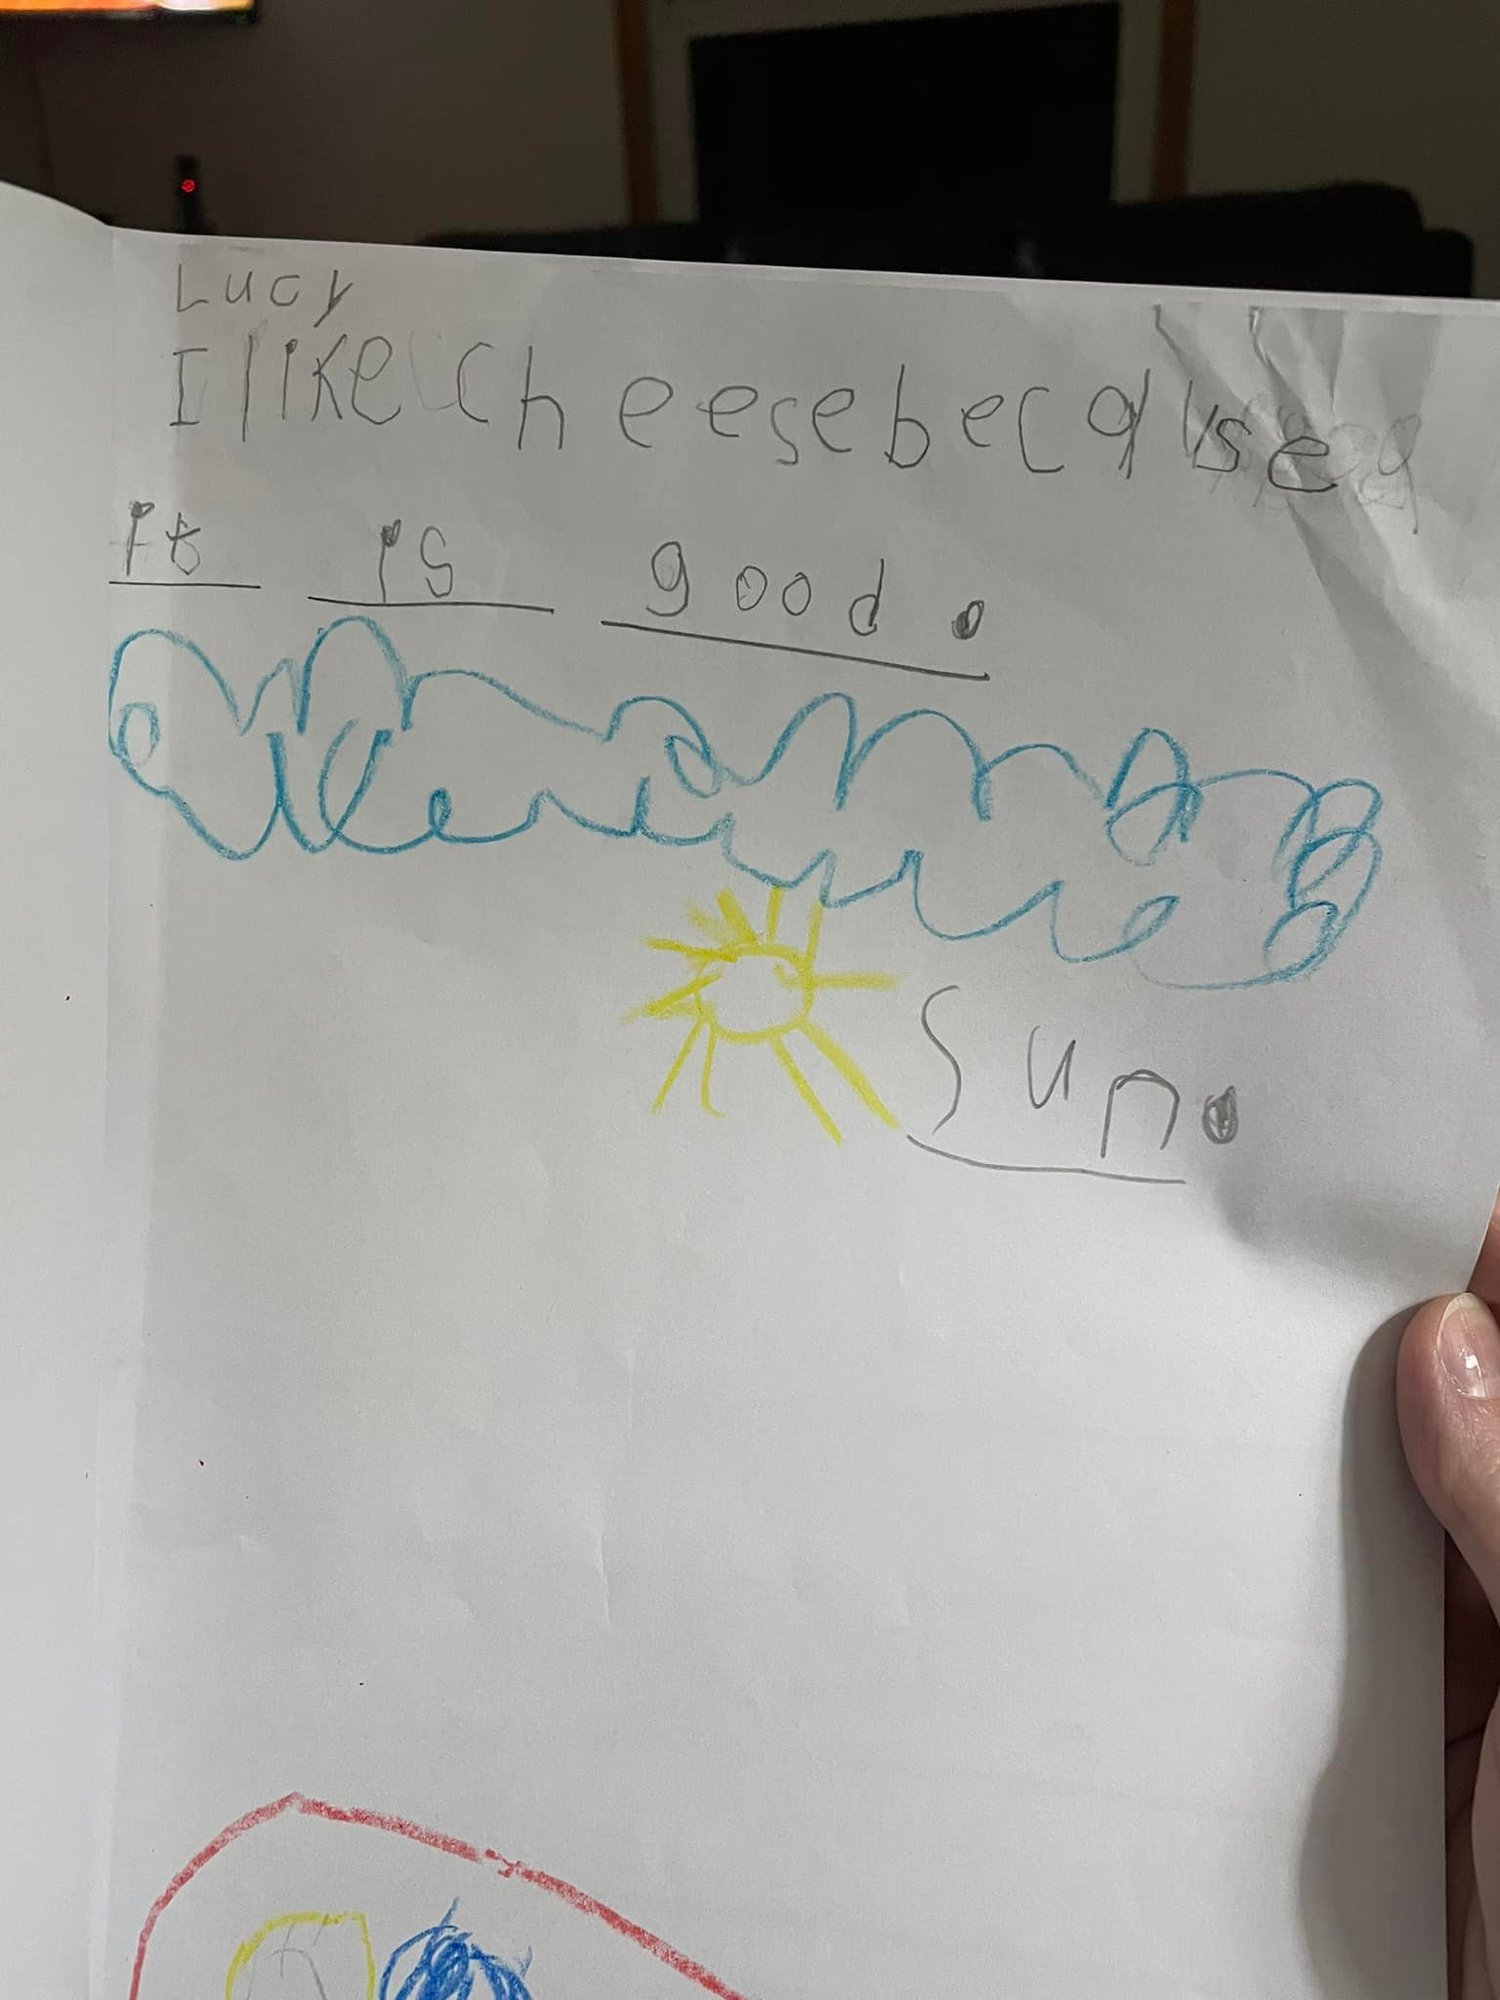 Lucy
I like cheese because
it is good.
Sun.